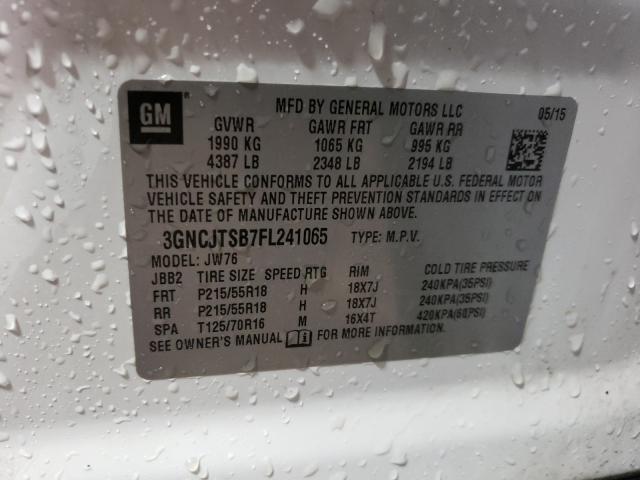 GM
MFD BY GENERAL MOTORS LLC 05/15
GVWR GAWR FRT GAWR RR
1990 KG 1065 KG 995 KG
4387 LB 2348 LB 2194 LB
THIS VEHICLE CONFORMS TO ALL APPLICABLE U.S. FEDERAL MOTOR
VEHICLE SAFETY AND THEFT PREVENTION STANDARDS IN EFFECT ON
THE DATE OF MANUFACTURE SHOWN ABOVE.
3GNCJTSB7FL241065 TYPE: M.P.V.
MODEL: JW76
JBB2 TIRE SIZE SPEED RTG RIM COLD TIRE PRESSURE
FRT P215/55R18 H 18X7J 240KPA(35PSI)
RR P215/55R18 H 18X7J 240KPA(35PSI)
SPA T125/70R16 M 16X4T 420KPA(60PSI)
SEE OWNER'S MANUAL FOR MORE INFORMATION.